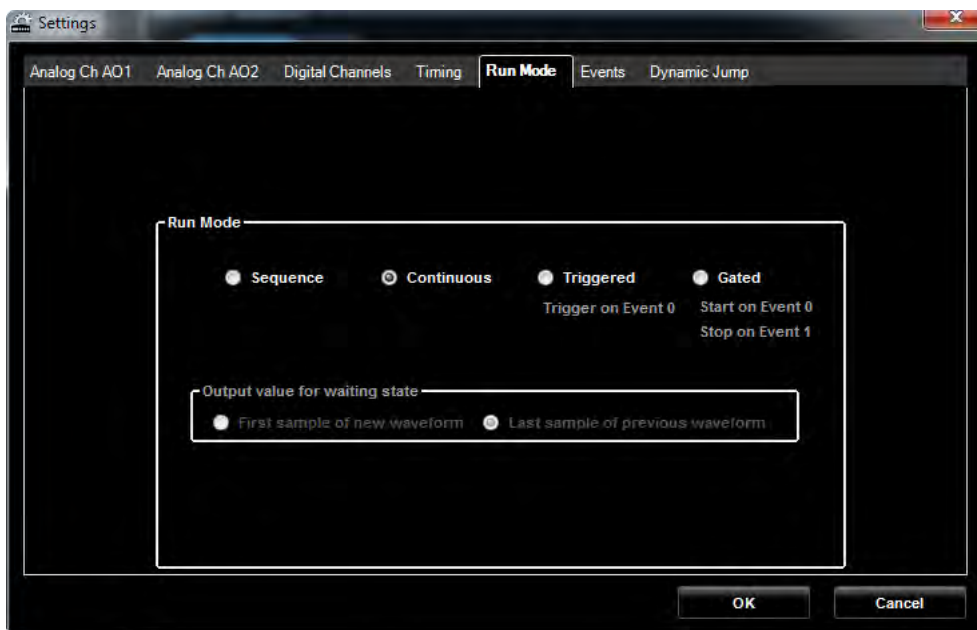 Settings
Analog Ch AO1 Analog Ch AO2 Digital Channels Timing Run Mode Events Dynamic Jump
Run Mode
Sequence Continuous Triggered Gated
Trigger on Event 0 Start on Event 0
Stop on Event 1
Output value for waiting state
First sample of new waveform Last sample of previous waveform
OK Cancel